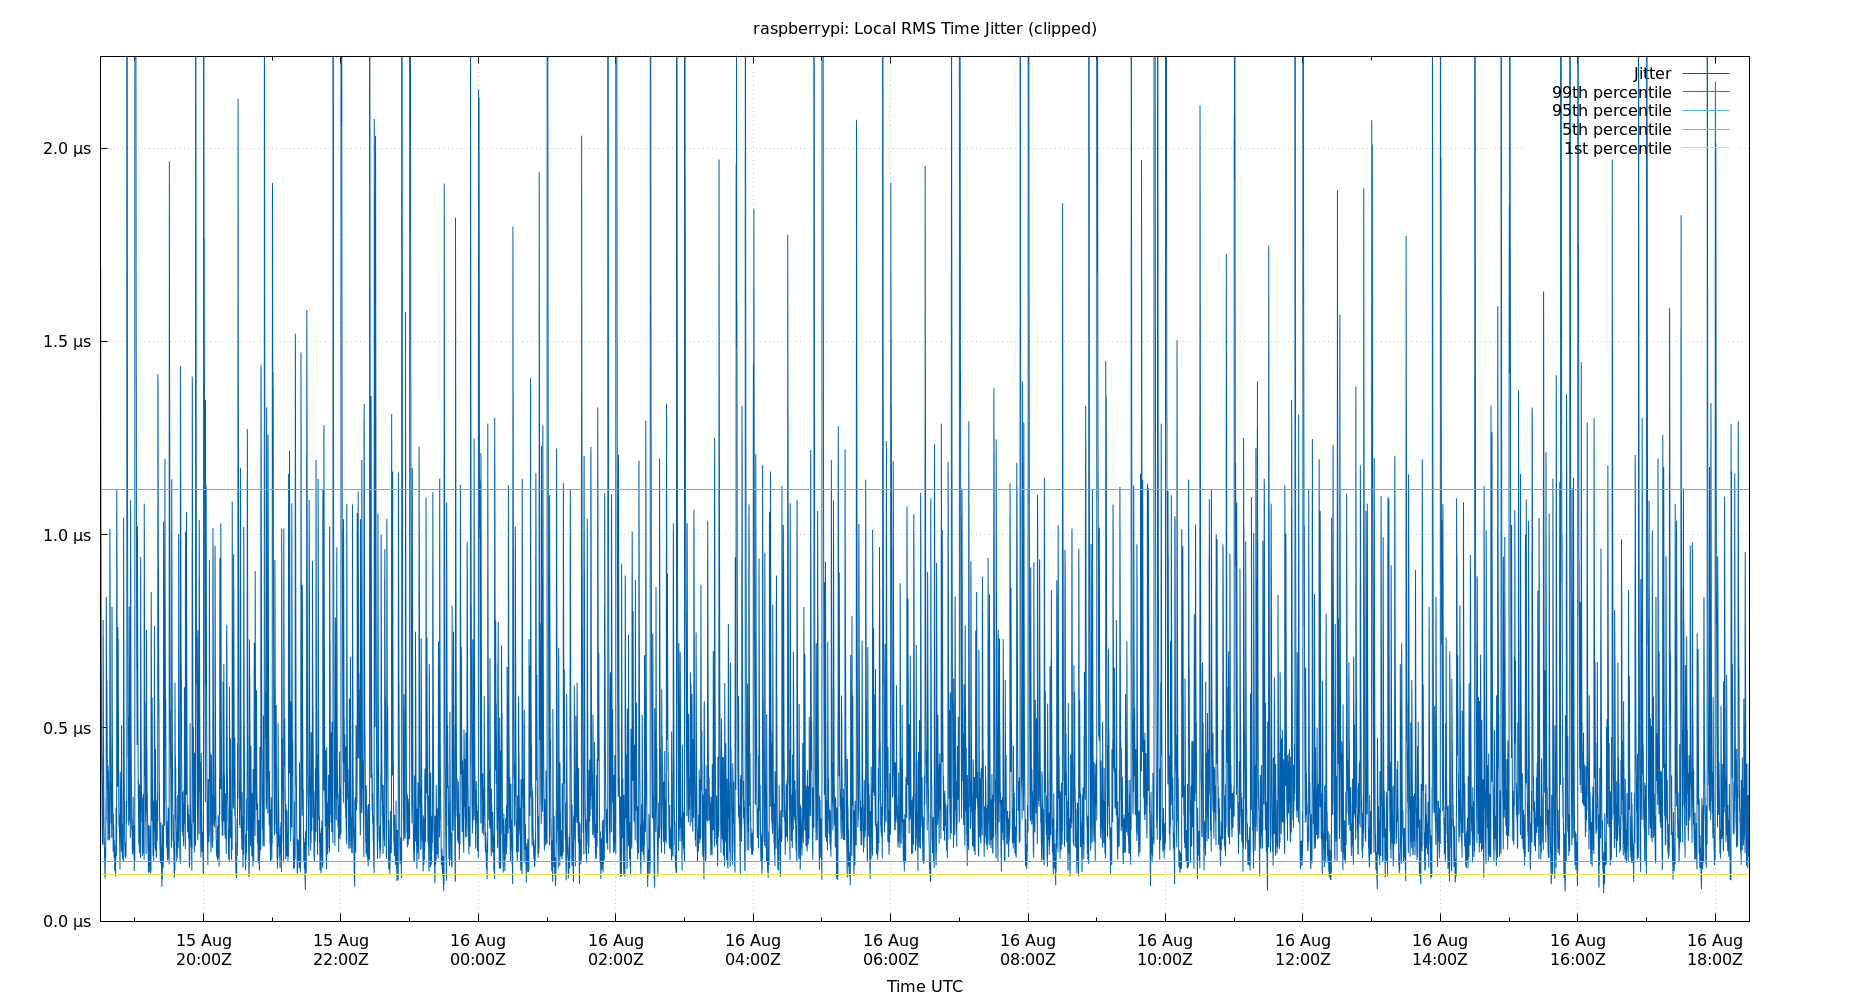 raspberrypi: Local RMS Time Jitter (clipped)
Jitter
99th percentile
95th percentile
5th percentile
1st percentile
2.0 μs
1.5 μs
1.0 μs
0.5 μs
0.0 μs
15 Aug 15 Aug 16 Aug 16 Aug 16 Aug 16 Aug 16 Aug 16 Aug 16 Aug 16 Aug 16 Aug 16 Aug
20:00Z 22:00Z 00:00Z 02:00Z 04:00Z 06:00Z 08:00Z 10:00Z 12:00Z 14:00Z 16:00Z 18:00Z
Time UTC